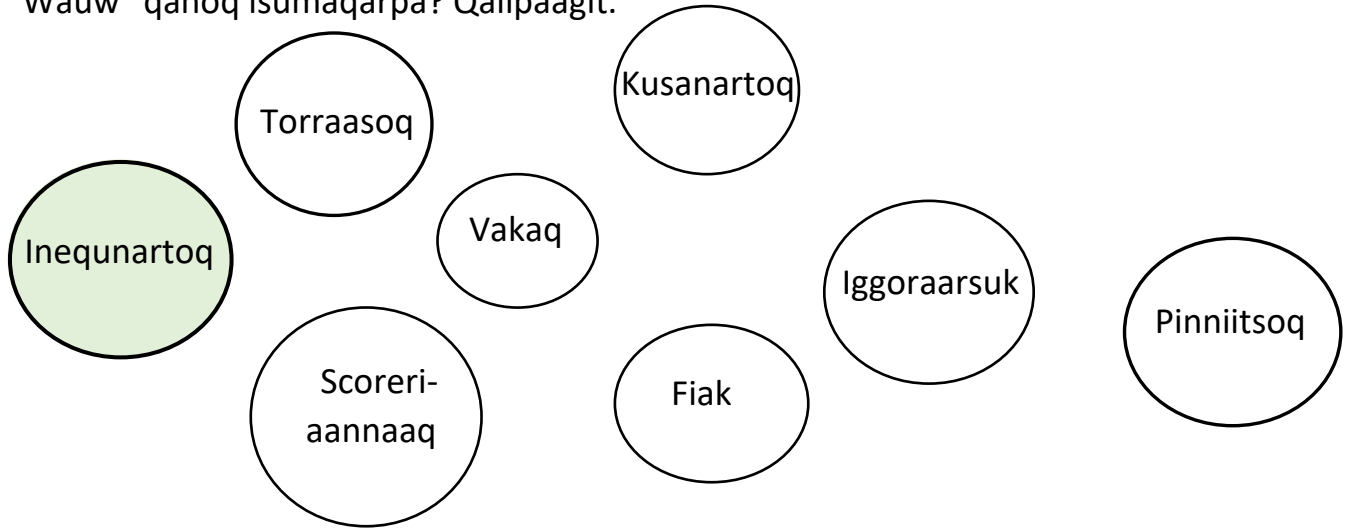 "Wauw" qanoq isumaqarpa? Qalipaagit.
Kusanartoq
Torraasoq
Vakaq
Inequnartoq
Iggoraarsuk
Pinniitsoq
Scoreri-
aannaaq
Fiak